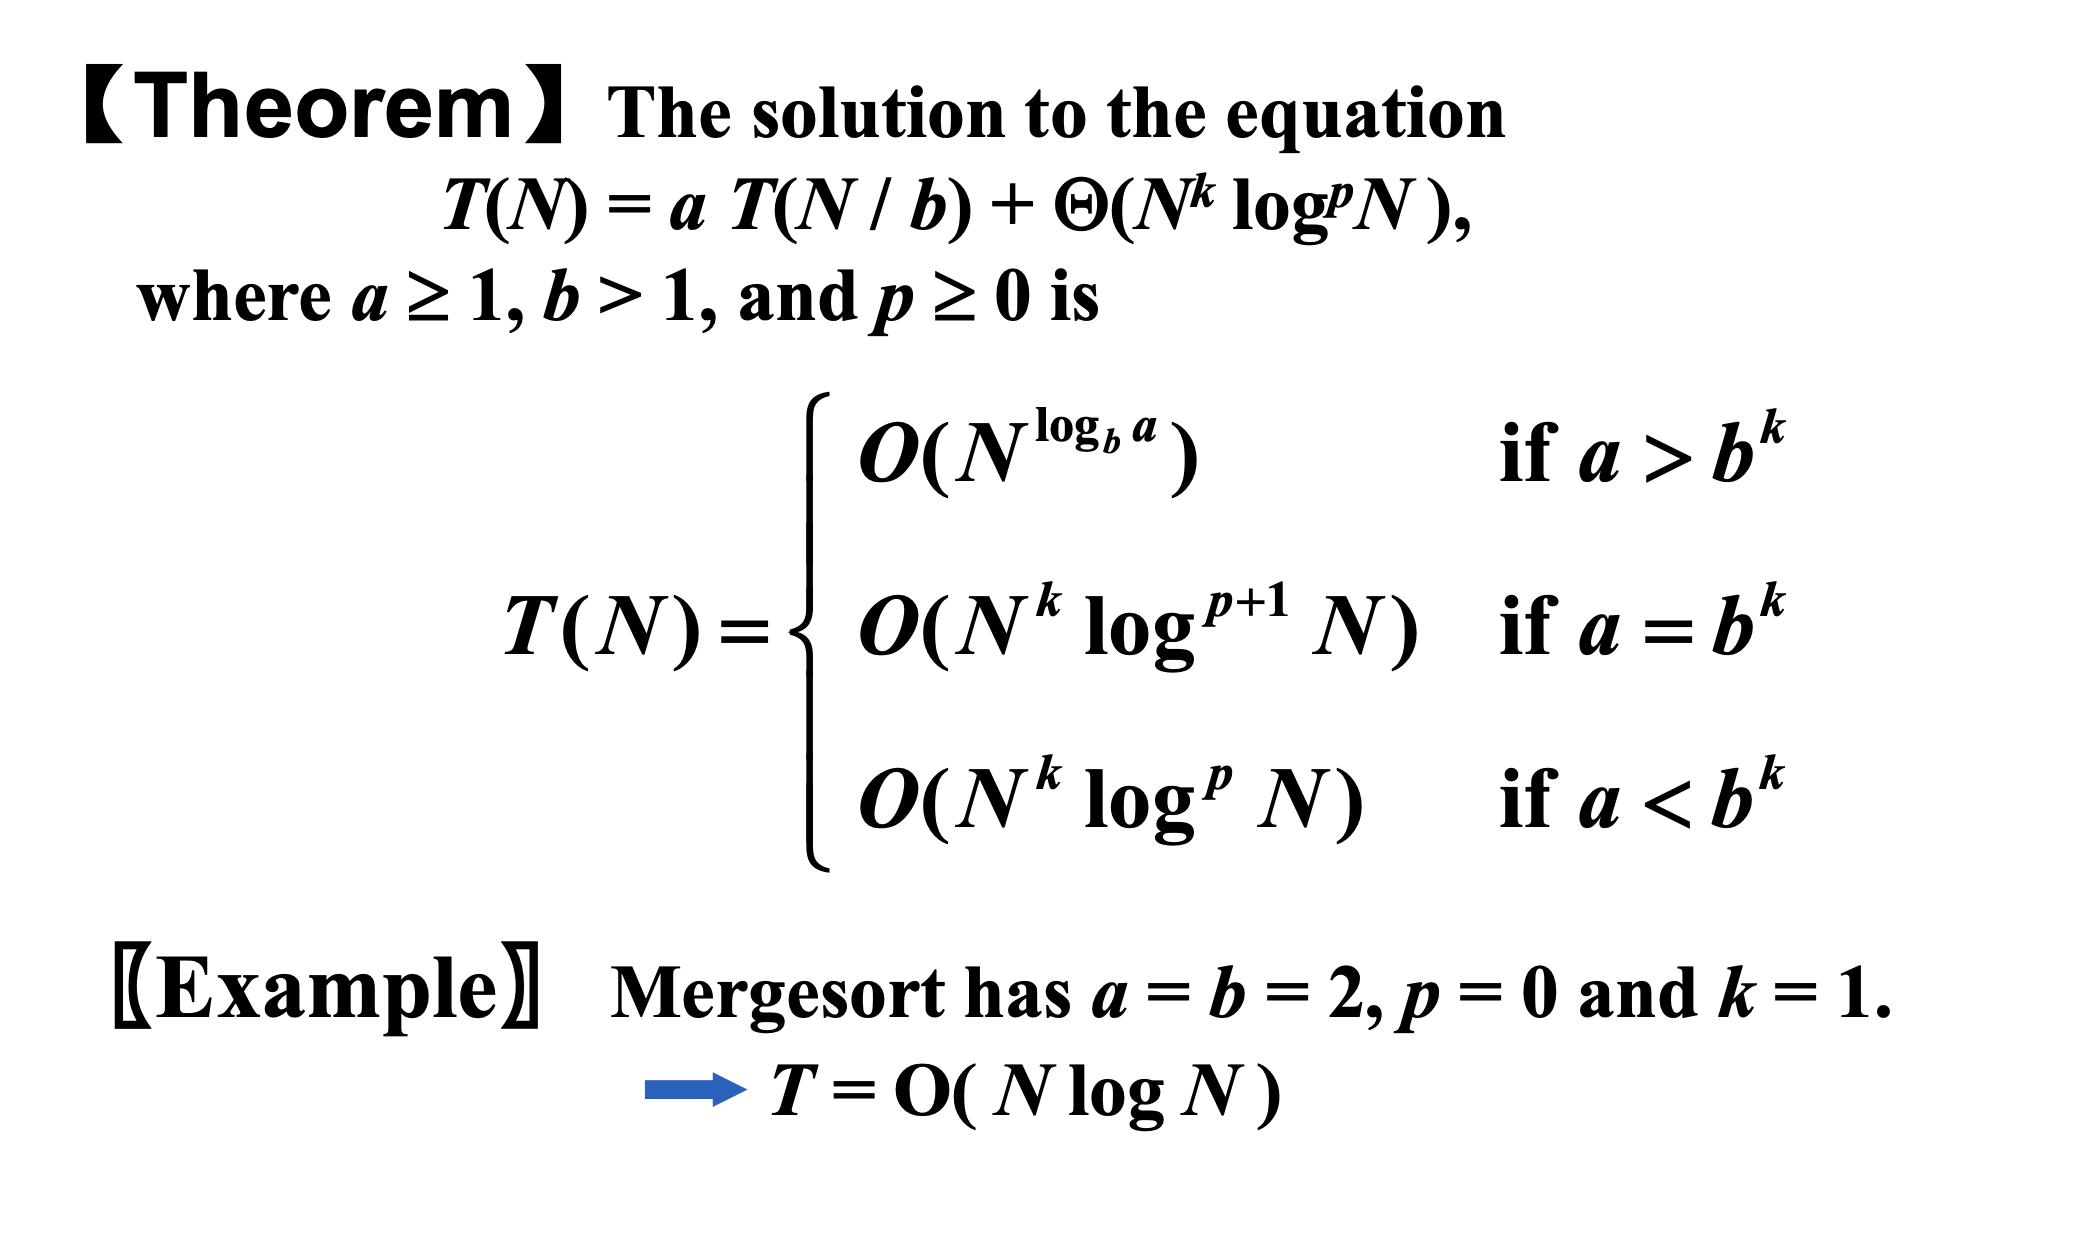 【Theorem】The solution to the equation
T(N) = a T(N / b) + Θ(N^k log^p N ),
where a ≥ 1, b > 1, and p ≥ 0 is
O(N^{log_b a}) if a > b^k
T(N) = { O(N^k log^{p+1} N) if a = b^k
O(N^k log^p N) if a < b^k
〖Example〗 Mergesort has a = b = 2, p = 0 and k = 1.
T = O( N log N )